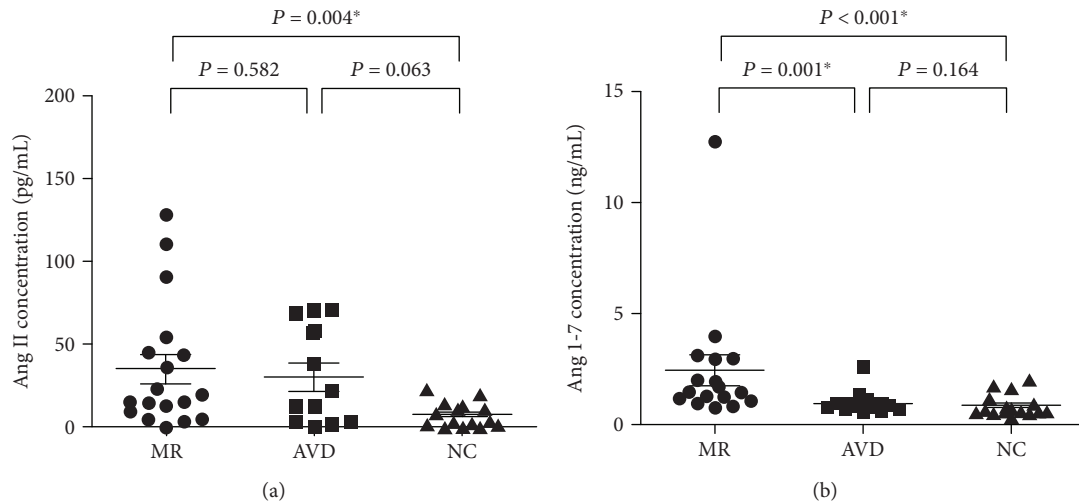 P = 0.004*
P = 0.582
P = 0.063
200
150
100
50
0
Ang II concentration (pg/mL)
MR
AVD
NC
(a)
P < 0.001*
P = 0.001*
P = 0.164
15
10
5
0
Ang 1-7 concentration (ng/mL)
MR
AVD
NC
(b)